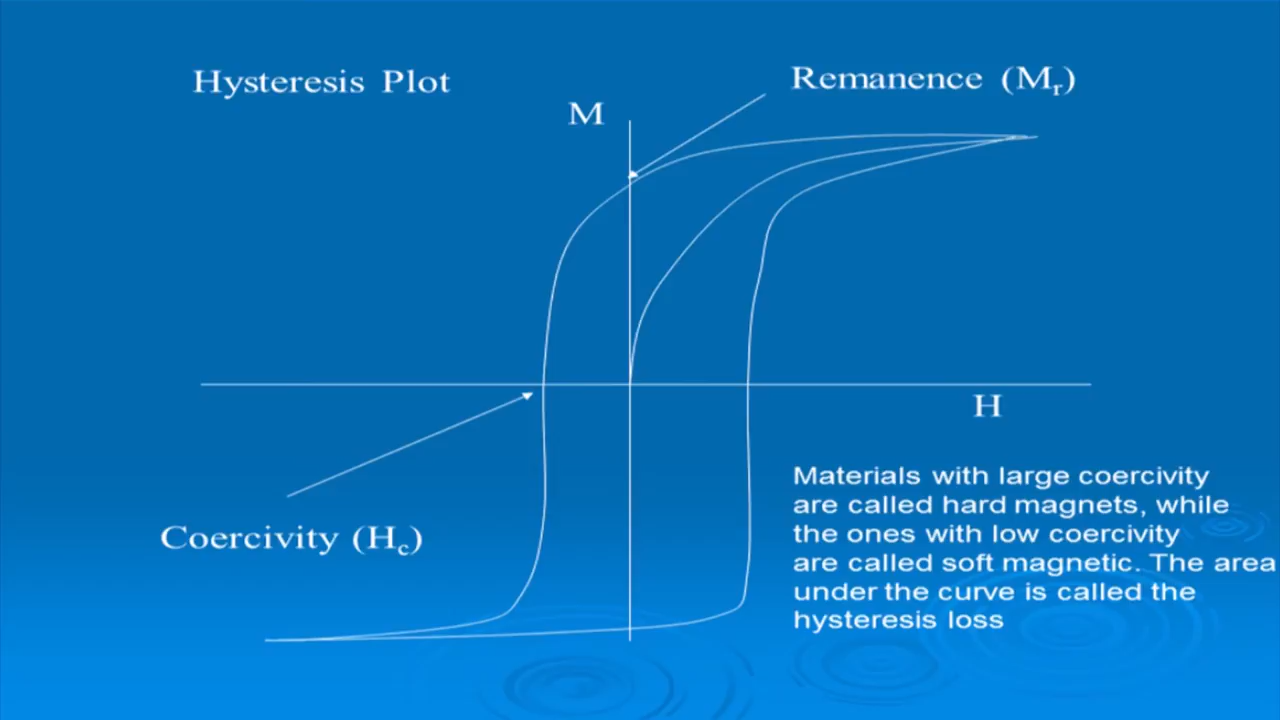 Hysteresis Plot
Remanence (Mr)
M
H
Coercivity (Hc)
Materials with large coercivity
are called hard magnets, while
the ones with low coercivity
are called soft magnetic. The area
under the curve is called the
hysteresis loss